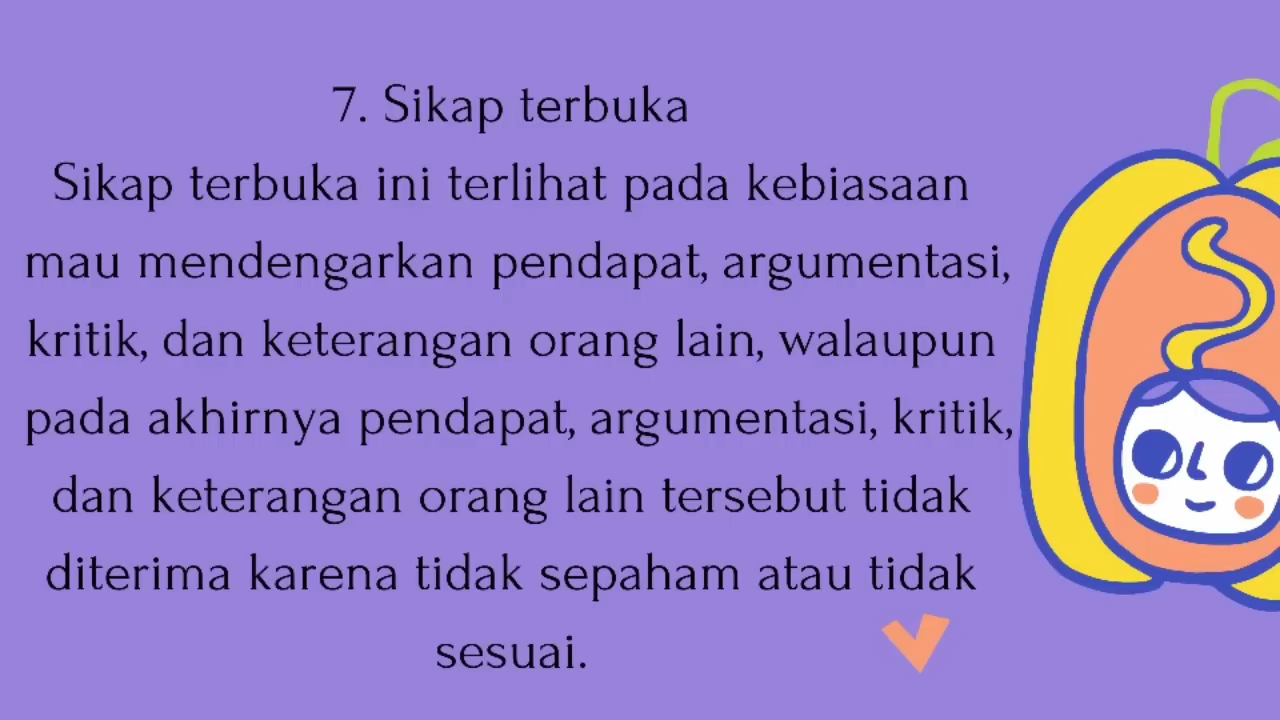 7. Sikap terbuka
Sikap terbuka ini terlihat pada kebiasaan
mau mendengarkan pendapat, argumentasi,
kritik, dan keterangan orang lain, walaupun
pada akhirnya pendapat, argumentasi, kritik,
dan keterangan orang lain tersebut tidak
diterima karena tidak sepaham atau tidak
sesuai.